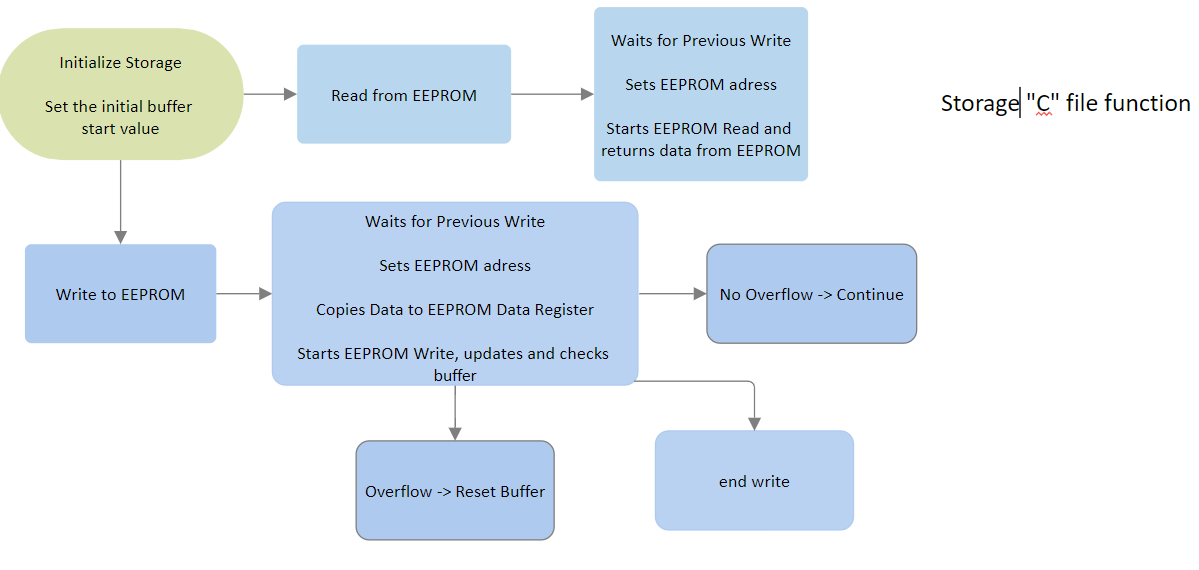 Initialize Storage
Set the initial buffer
start value
Read from EEPROM
Waits for Previous Write
Sets EEPROM adress
Starts EEPROM Read and
returns data from EEPROM
Storage "C" file function
Write to EEPROM
Waits for Previous Write
Sets EEPROM adress
Copies Data to EEPROM Data Register
Starts EEPROM Write, updates and checks
buffer
No Overflow -> Continue
Overflow -> Reset Buffer
end write